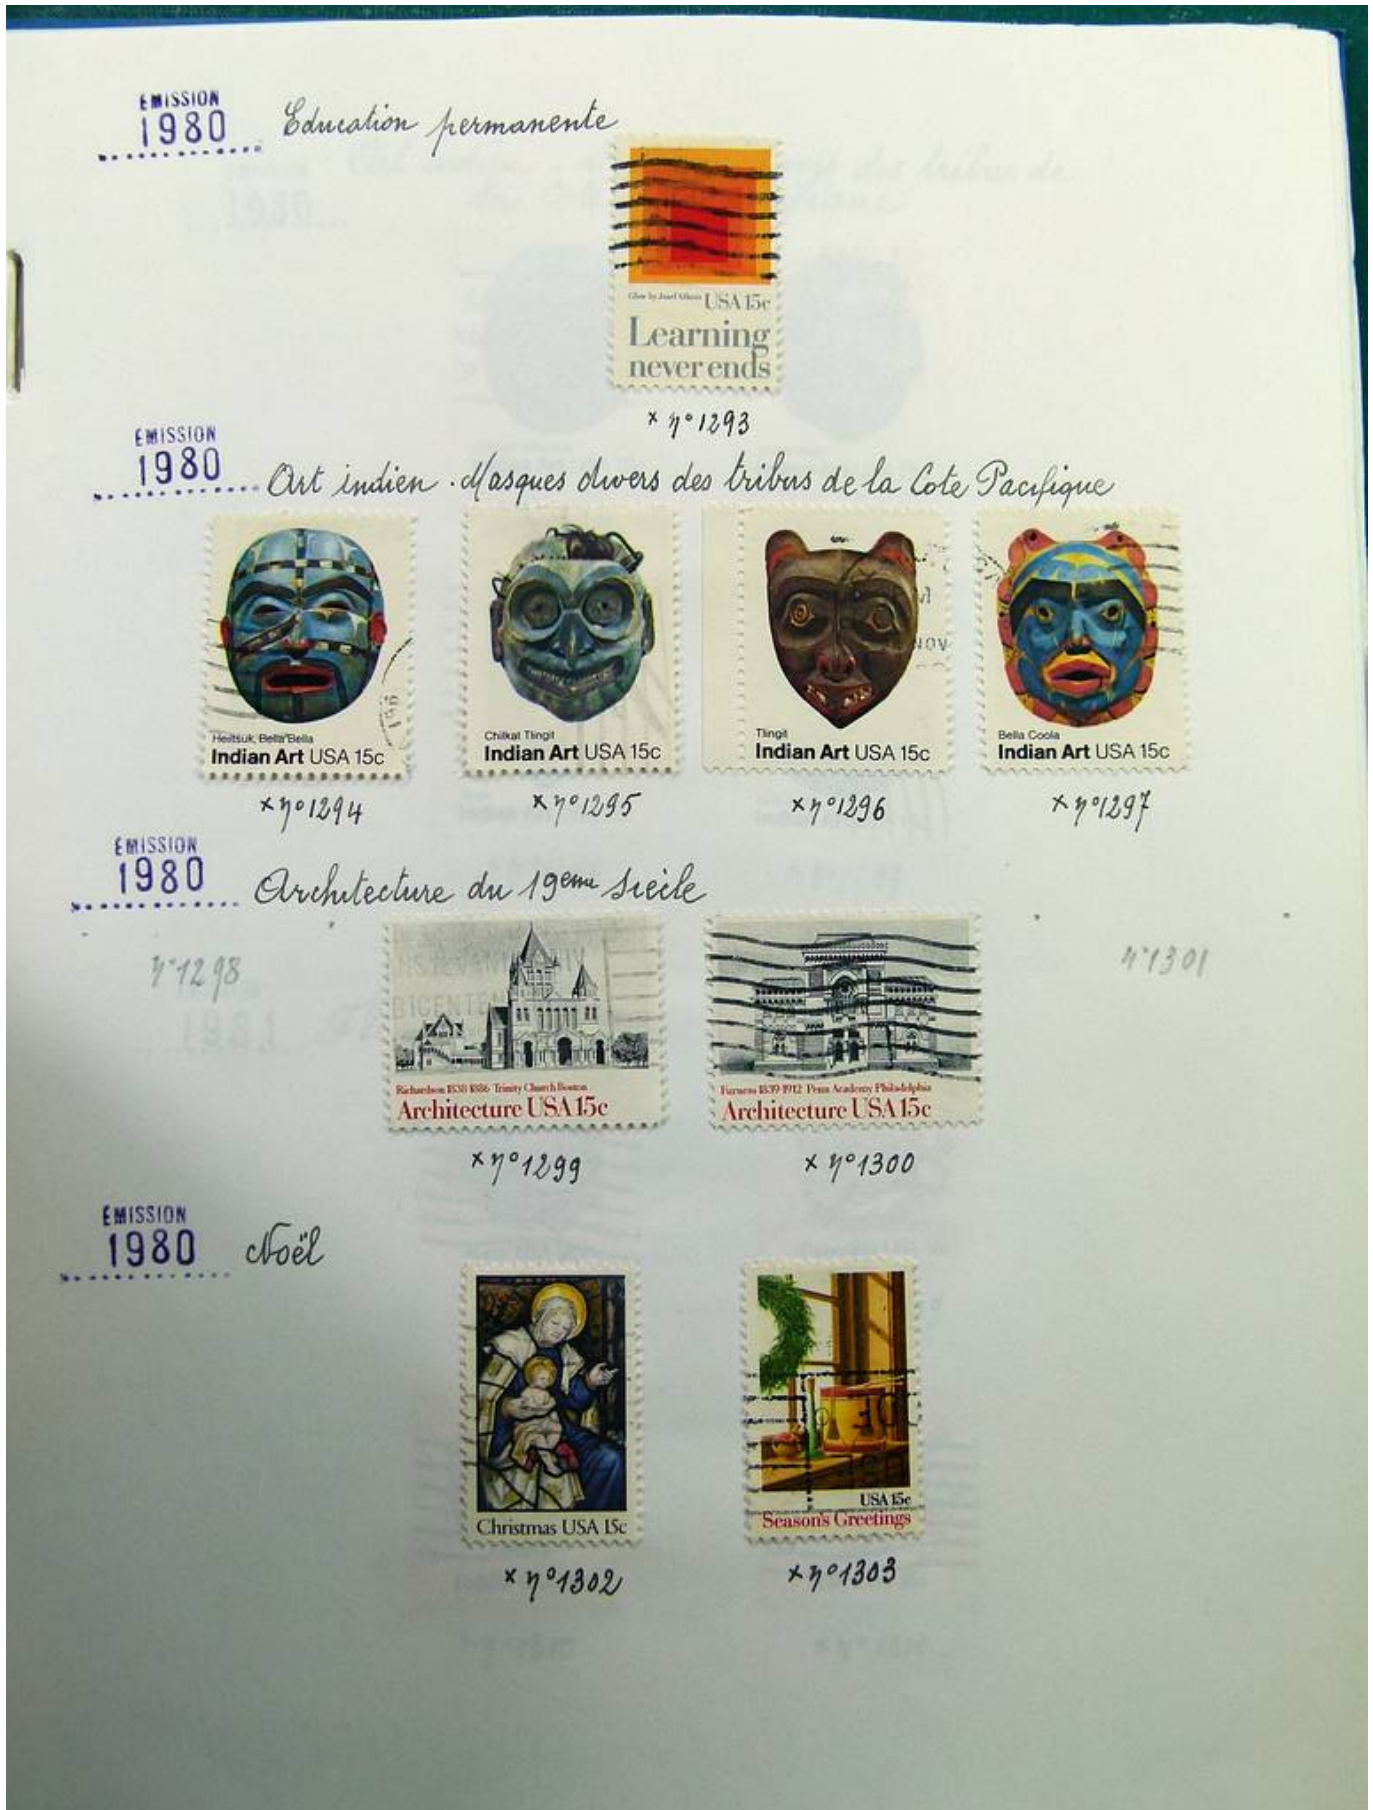 EMISSION
1980 Education permanente
Glow by Josef Albers USA 15c
Learning
never ends
x n° 1293
EMISSION
1980 Art indien . Masques divers des tribus de la Cote Pacifique
Heiltsuk, Bella Bella
Indian Art USA 15c
Chilkat Tlingit
Indian Art USA 15c
Tlingit
Indian Art USA 15c
NOV
Bella Coola
Indian Art USA 15c
x n° 1294
x n° 1295
x n° 1296
x n° 1297
EMISSION
1980 Architecture du 19eme siecle
n° 1298
BICENTEN
Richardson 1838-1886 Trinity Church Boston
Architecture USA 15c
Furness 1839-1912 Penn Academy Philadelphia
Architecture USA 15c
n° 1301
x n° 1299
x n° 1300
EMISSION
1980 Noël
Christmas USA 15c
USA 15c
Season's Greetings
x n° 1302
x n° 1303